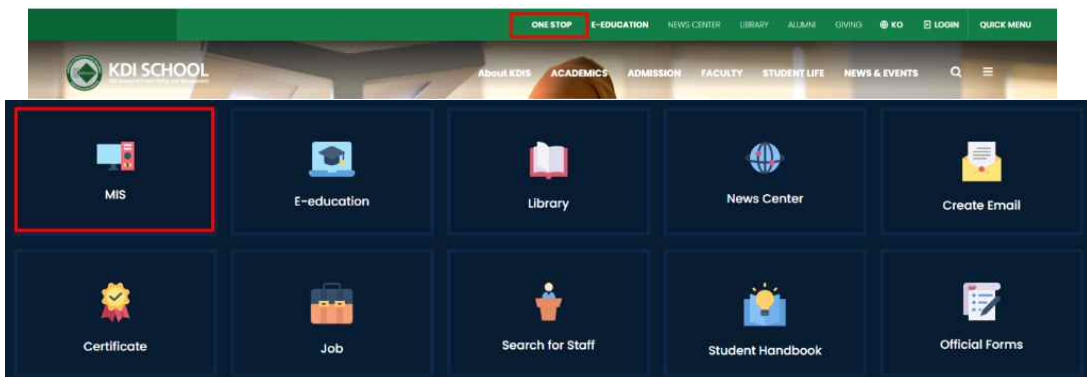 ONE STOP E-EDUCATION NEWS CENTER LIBRARY ALUMNI GIVING KO LOGIN QUICK MENU
KDI SCHOOL About KDIS ACADEMICS ADMISSION FACULTY STUDENT LIFE NEWS & EVENTS
MIS E-education Library News Center Create Email
Certificate Job Search for Staff Student Handbook Official Forms